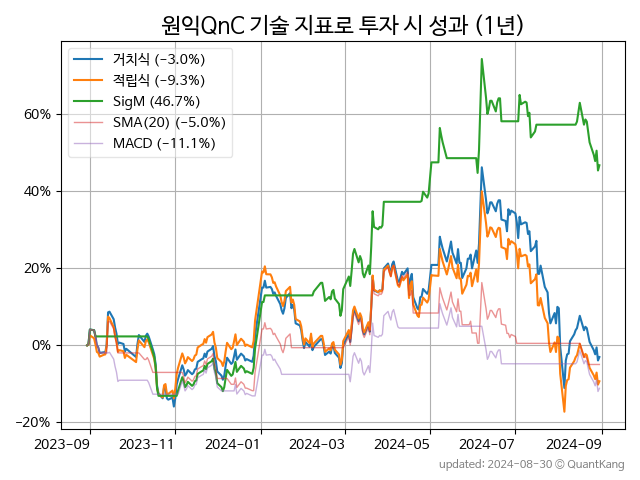 원익QnC 기술 지표로 투자 시 성과 (1년)
거치식 (−3.0%)
적립식 (−9.3%)
SigM (46.7%)
SMA(20) (−5.0%)
MACD (−11.1%)
60%
40%
20%
0%
−20%
2023−09 2023−11 2024−01 2024−03 2024−05 2024−07 2024−09
updated: 2024−08−30 © QuantKang